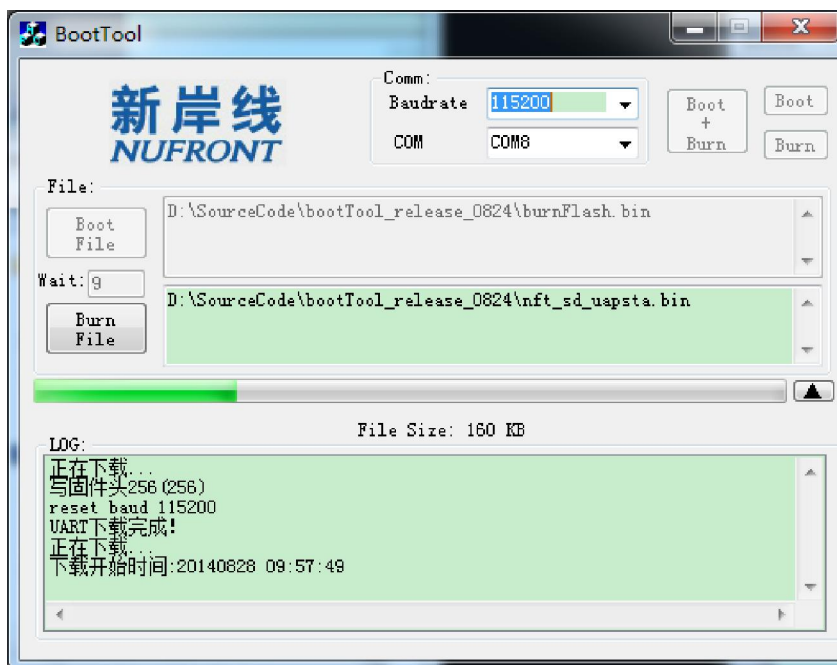 BootTool
新岸线
NUFRONT
Comm:
Baudrate 115200
COM COM8
Boot
+
Burn
Boot
Burn
File:
Boot
File
D:\SourceCode\bootTool_release_0824\burnFlash.bin
Wait: 9
Burn
File
D:\SourceCode\bootTool_release_0824\nft_sd_uapsta.bin
File Size: 160 KB
LOG:
正在下载...
写固件头256(256)
reset baud 115200
UART下载完成!
正在下载...
下载开始时间:20140828 09:57:49